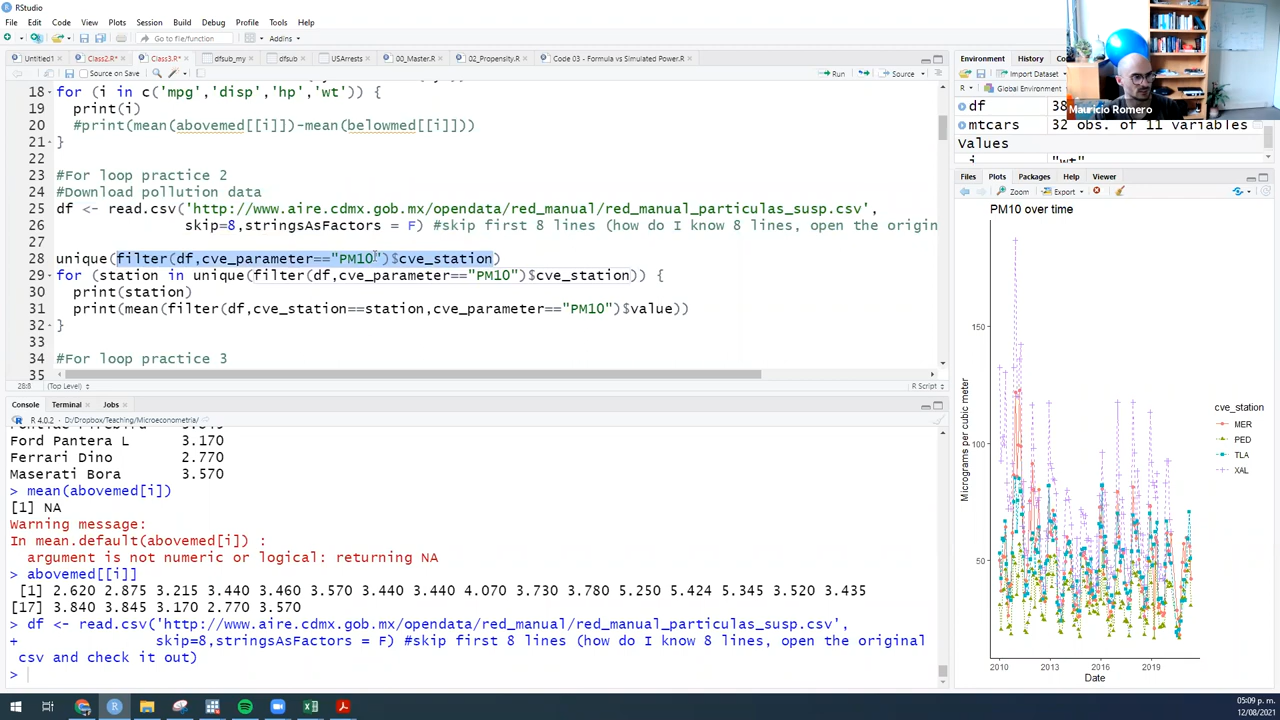 RStudio
File Edit Code View Plots Session Build Debug Profile Tools Help
Go to file/function Addins
Untitled1 Class2.R* Class3.R* dfsub_my dfsub USArrests 00_Master.R 02_Propensity.R Code 03 - Formula vs Simulated Power.R
Source on Save Run Source
18 for (i in c('mpg','disp','hp','wt')) {
19 print(i)
20 #print(mean(abovemed[[i]])-mean(belowmed[[i]]))
21 }
22
23 #For loop practice 2
24 #Download pollution data
25 df <- read.csv('http://www.aire.cdmx.gob.mx/opendata/red_manual/red_manual_particulas_susp.csv',
26 skip=8,stringsAsFactors = F) #skip first 8 lines (how do I know 8 lines, open the origin
27
28 unique(filter(df,cve_parameter=="PM10")$cve_station)
29 for (station in unique(filter(df,cve_parameter=="PM10")$cve_station)) {
30 print(station)
31 print(mean(filter(df,cve_station==station,cve_parameter=="PM10")$value))
32 }
33
34 #For loop practice 3
35
28:8 (Top Level) R Script
Console Terminal Jobs
R 4.0.2 · D:/Dropbox/Teaching/Microeconometria/
Ford Pantera L 3.170
Ferrari Dino 2.770
Maserati Bora 3.570
> mean(abovemed[i])
[1] NA
Warning message:
In mean.default(abovemed[i]) :
argument is not numeric or logical: returning NA
> abovemed[[i]]
[1] 2.620 2.875 3.215 3.440 3.460 3.570 3.440 3.440 4.070 3.730 3.780 5.250 5.424 5.345 3.520 3.435
[17] 3.840 3.845 3.170 2.770 3.570
> df <- read.csv('http://www.aire.cdmx.gob.mx/opendata/red_manual/red_manual_particulas_susp.csv',
+ skip=8,stringsAsFactors = F) #skip first 8 lines (how do I know 8 lines, open the original
csv and check it out)
>
Environment History
Import Dataset
R Global Environment
df 38
mtcars 32 obs. of 11 variables
Values
i "wt"
Mauricio Romero
Files Plots Packages Help Viewer
Zoom Export
PM10 over time
Micrograms per cubic meter
150
100
50
2010 2013 2016 2019
Date
cve_station
MER
PED
TLA
XAL
05:09 p. m.
12/08/2021